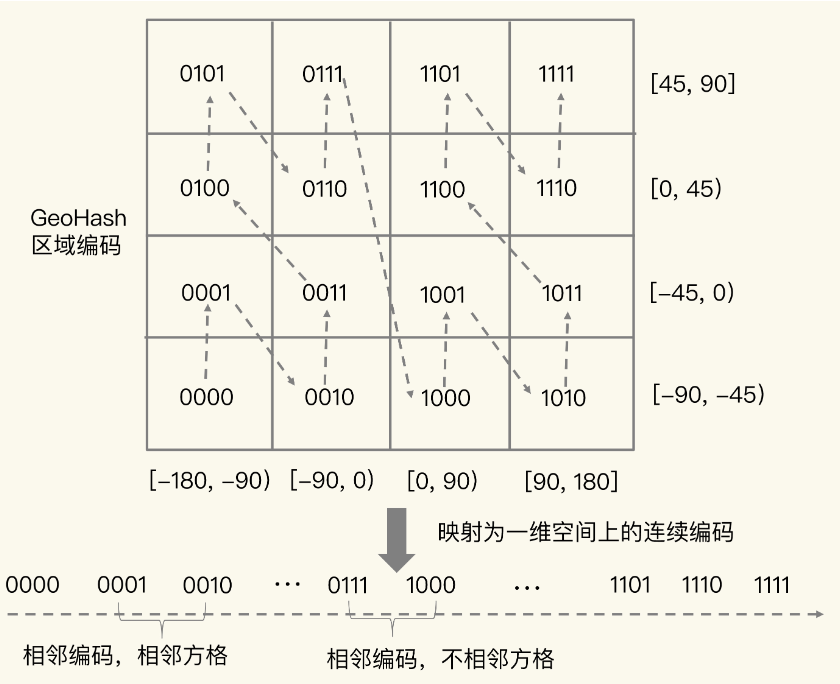 0101 0111 1101 1111 [45, 90]
0100 0110 1100 1110 [0, 45)
GeoHash
区域编码
0001 0011 1001 1011 [–45, 0)
0000 0010 1000 1010 [–90, –45)
[–180, –90) [–90, 0) [0, 90) [90, 180]
映射为一维空间上的连续编码
0000 0001 0010 ··· 0111 1000 ··· 1101 1110 1111
相邻编码，相邻方格 相邻编码，不相邻方格